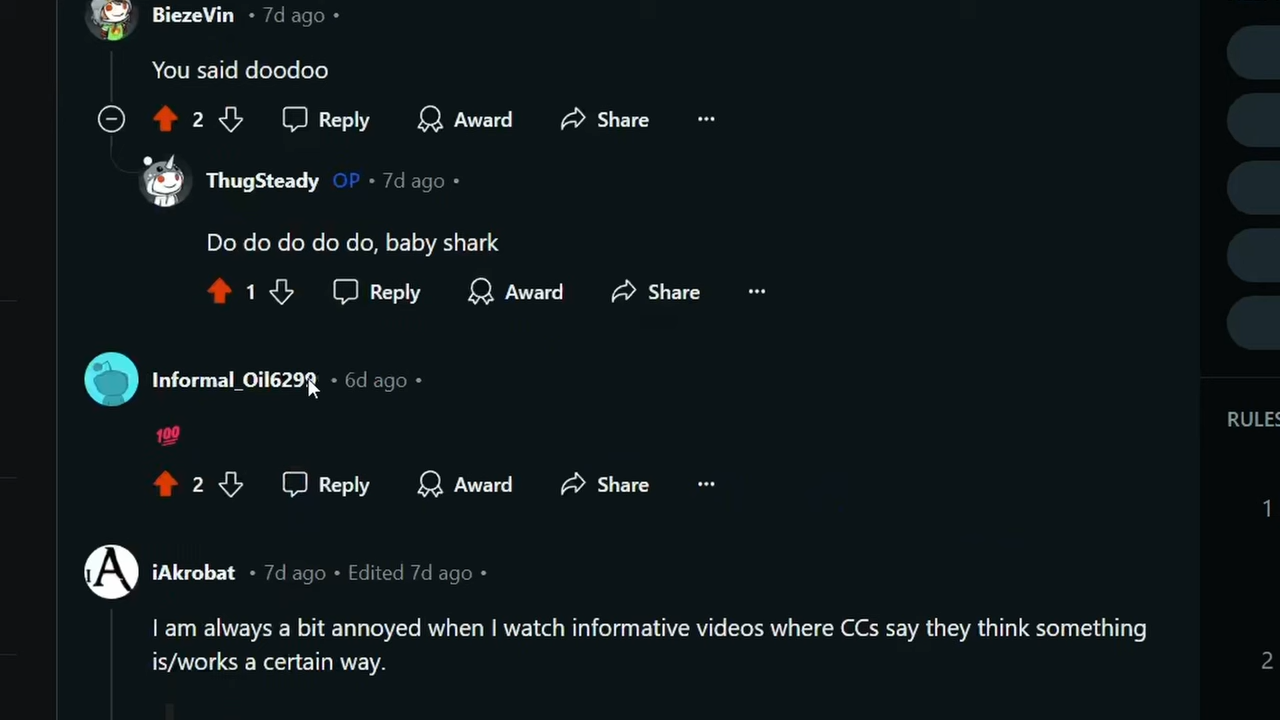 BiezeVin • 7d ago •
You said doodoo
2 Reply Award Share ...
ThugSteady OP • 7d ago •
Do do do do do, baby shark
1 Reply Award Share ...
Informal_Oil6299 • 6d ago •
💯
2 Reply Award Share ...
RULES
1
A iAkrobat • 7d ago • Edited 7d ago •
I am always a bit annoyed when I watch informative videos where CCs say they think something
is/works a certain way.
2